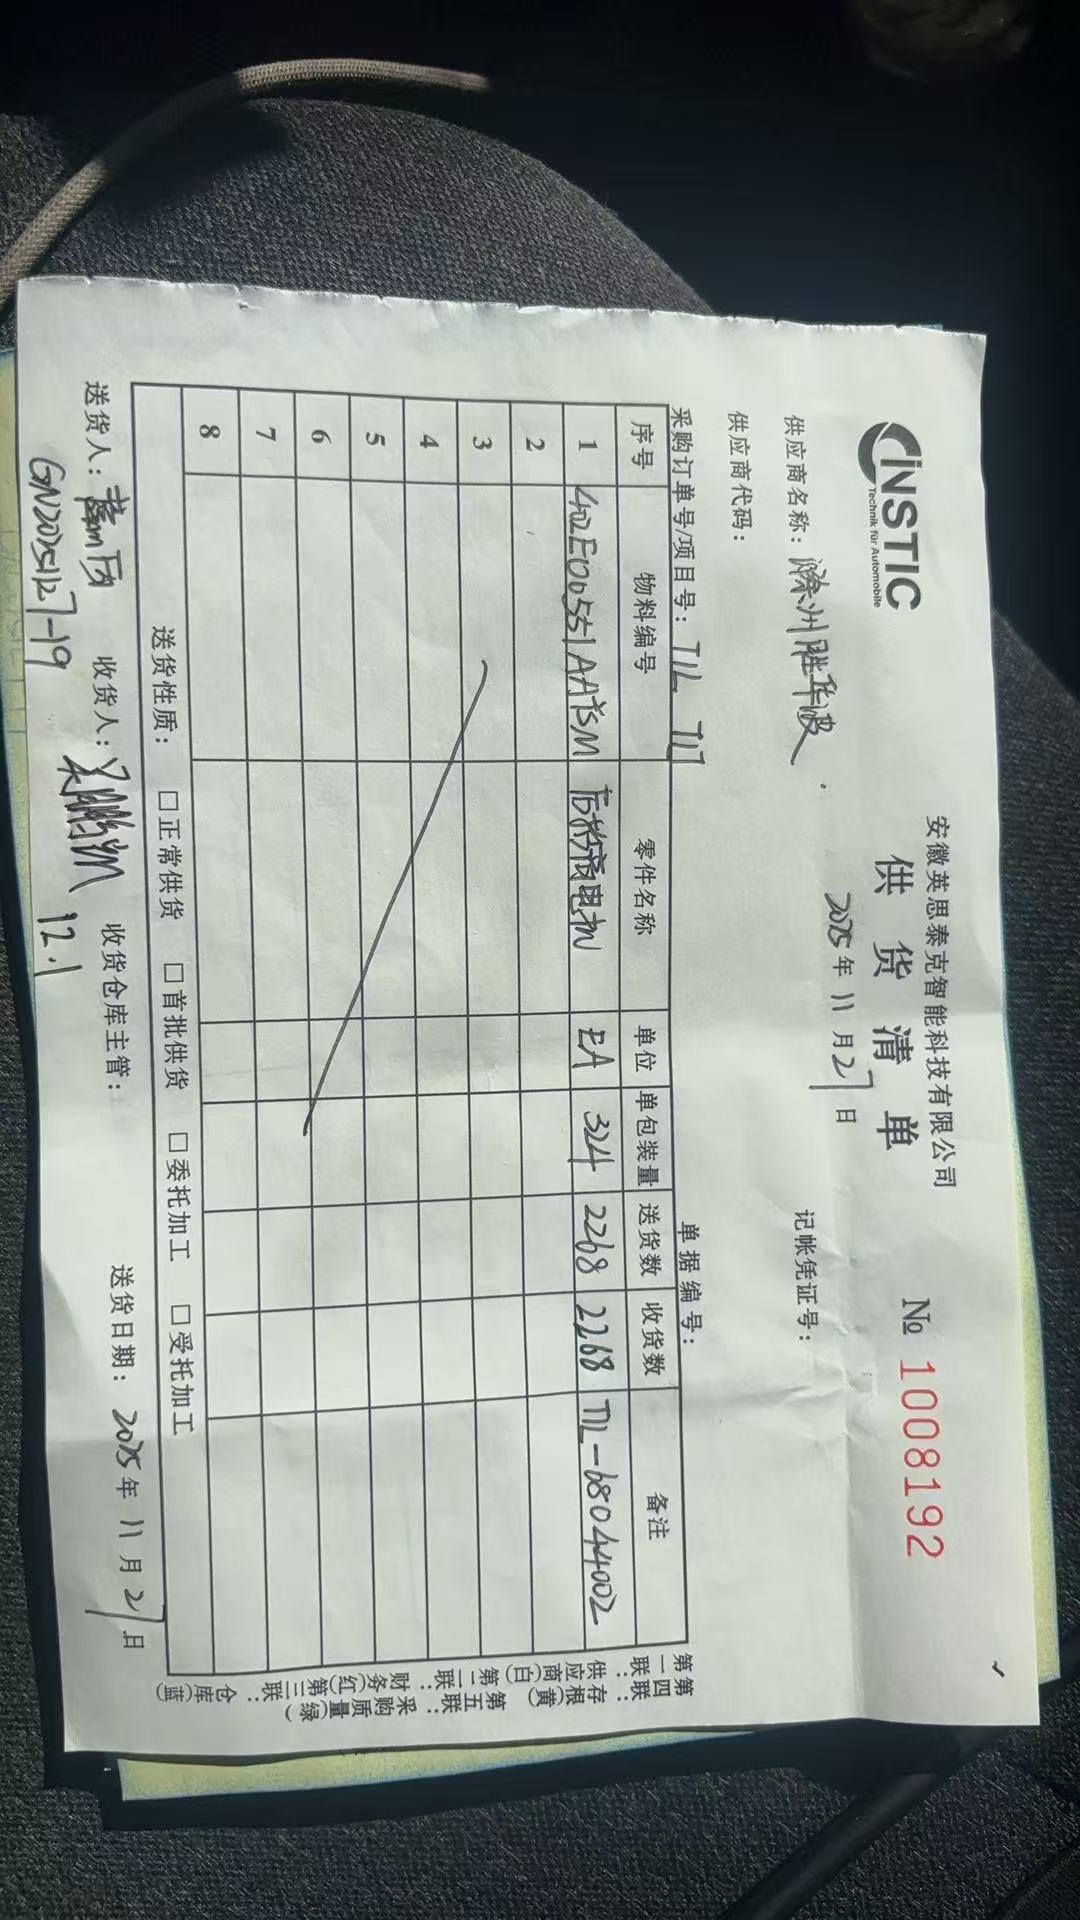 iNSTIC
Technik für Automobile
安徽英思泰克智能科技有限公司
供货清单
№ 1008192
供应商名称：滁州胜华波
2025年11月27日
记帐凭证号：
供应商代码：
采购订单号/项目号：T1L T1J
单据编号：
序号 物料编号 零件名称 单位 单包装量 送货数 收货数 备注
1 402E00551AATSM 后 电机 EA 324 2268 2268 T1L-68044002
2
3
4
5
6
7
8
送货性质： □正常供货 □首批供货 □委托加工 □受托加工
送货人： 收货人： 收货仓库主管： 送货日期：2025年11月27日
GN20251127-19 12.1
第一联：供应商(白) 第二联：财务(红) 第三联：仓库(蓝)
第四联：存根(黄) 第五联：采购质量(绿)